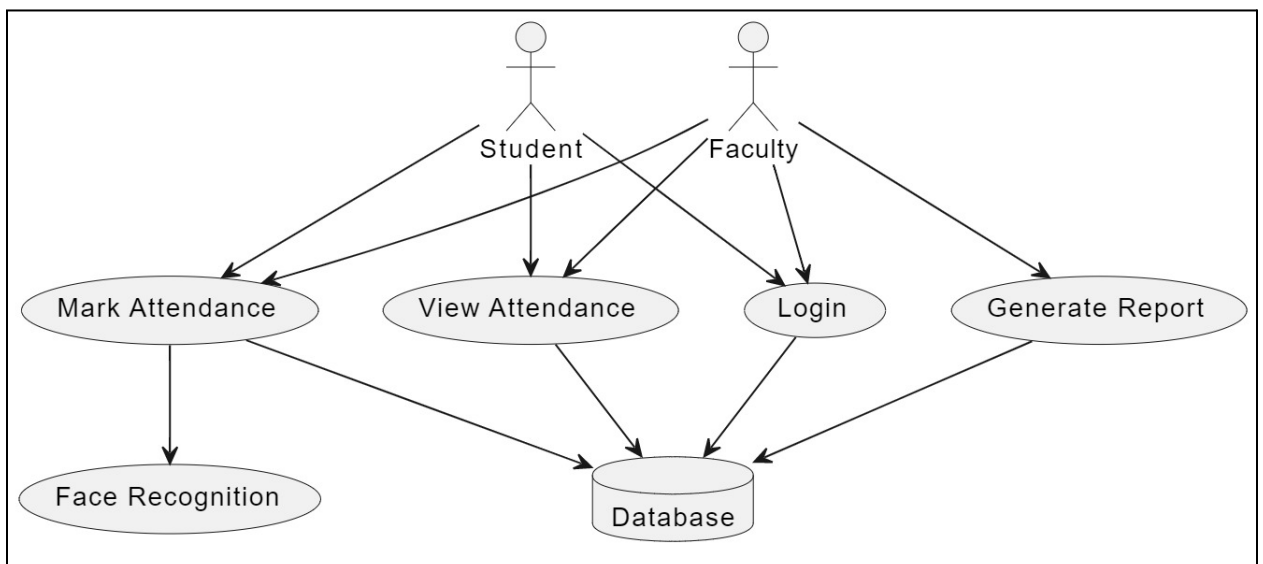 Student
Faculty
Mark Attendance
View Attendance
Login
Generate Report
Face Recognition
Database